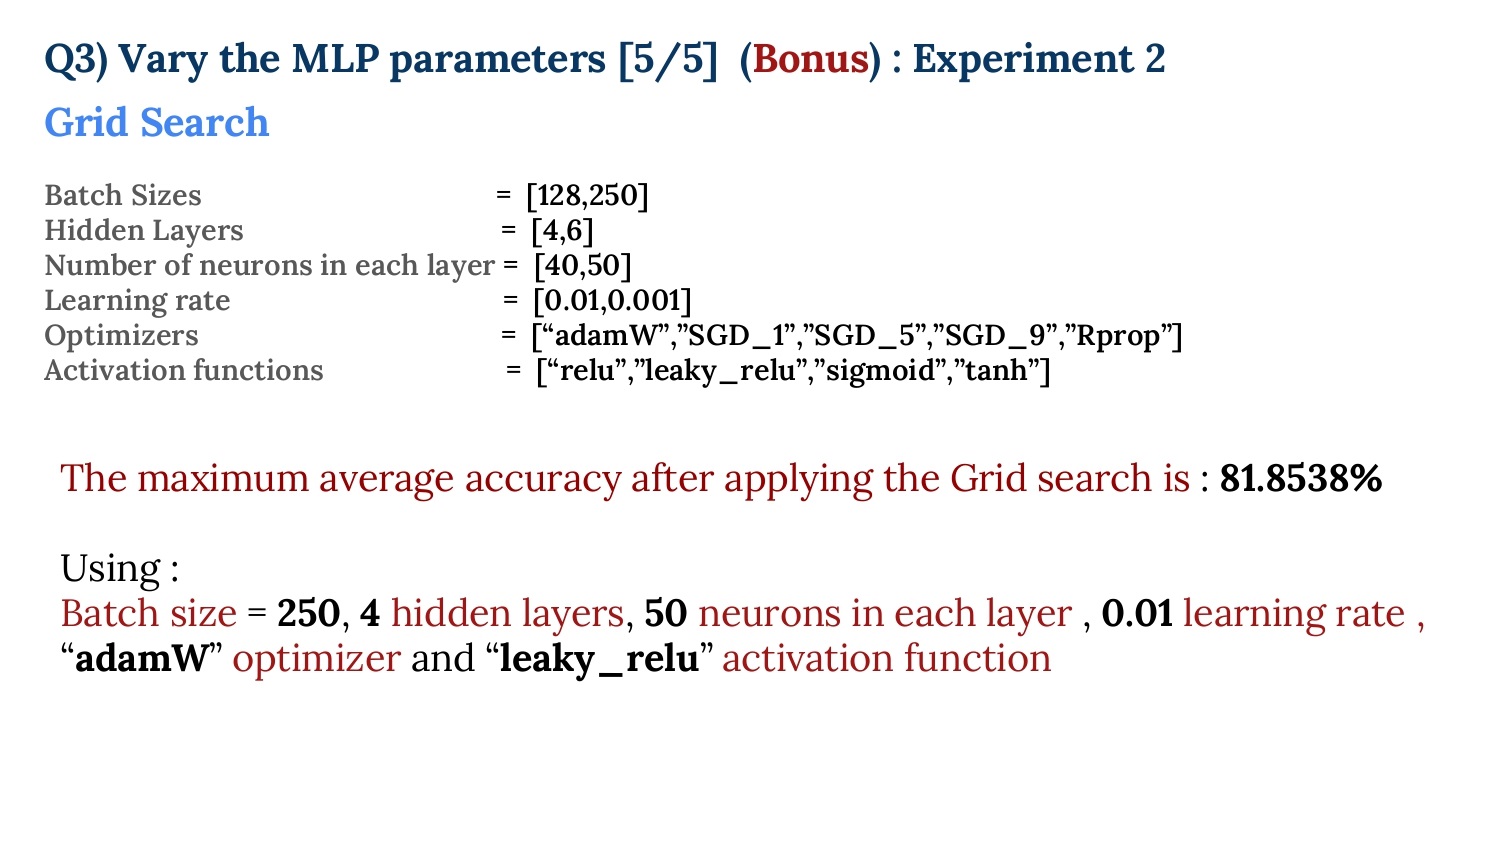 Q3) Vary the MLP parameters [5/5] (Bonus) : Experiment 2
Grid Search
Batch Sizes = [128,250]
Hidden Layers = [4,6]
Number of neurons in each layer = [40,50]
Learning rate = [0.01,0.001]
Optimizers = [“adamW”,”SGD_1”,”SGD_5”,”SGD_9”,”Rprop”]
Activation functions = [“relu”,”leaky_relu”,”sigmoid”,”tanh”]
The maximum average accuracy after applying the Grid search is : 81.8538%
Using :
Batch size = 250, 4 hidden layers, 50 neurons in each layer , 0.01 learning rate ,
“adamW” optimizer and “leaky_relu” activation function